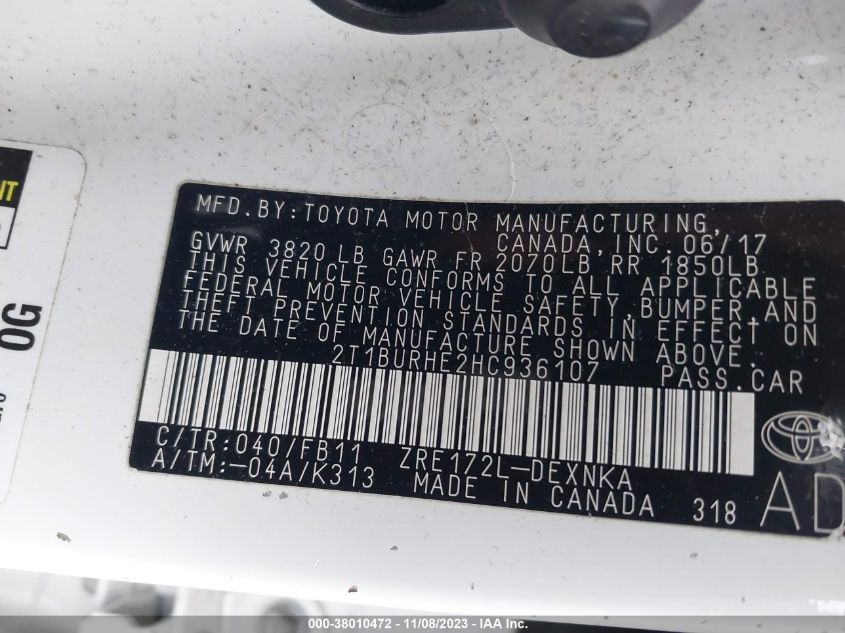 MFD.BY:TOYOTA MOTOR MANUFACTURING,
CANADA, INC. 06/17
GVWR 3820 LB GAWR FR 2070LB RR 1850LB
THIS VEHICLE CONFORMS TO ALL APPLICABLE
FEDERAL MOTOR VEHICLE SAFETY, BUMPER, AND
THEFT PREVENTION STANDARDS IN EFFECT ON
THE DATE OF MANUFACTURE SHOWN ABOVE.
2T1BURHE2HC936107 PASS.CAR
C/TR:040/FB11 ZRE172L-DEXNKA
A/TM:-04A/K313 MADE IN CANADA 318
AD
OG
000-38010472 - 11/08/2023 - IAA Inc.